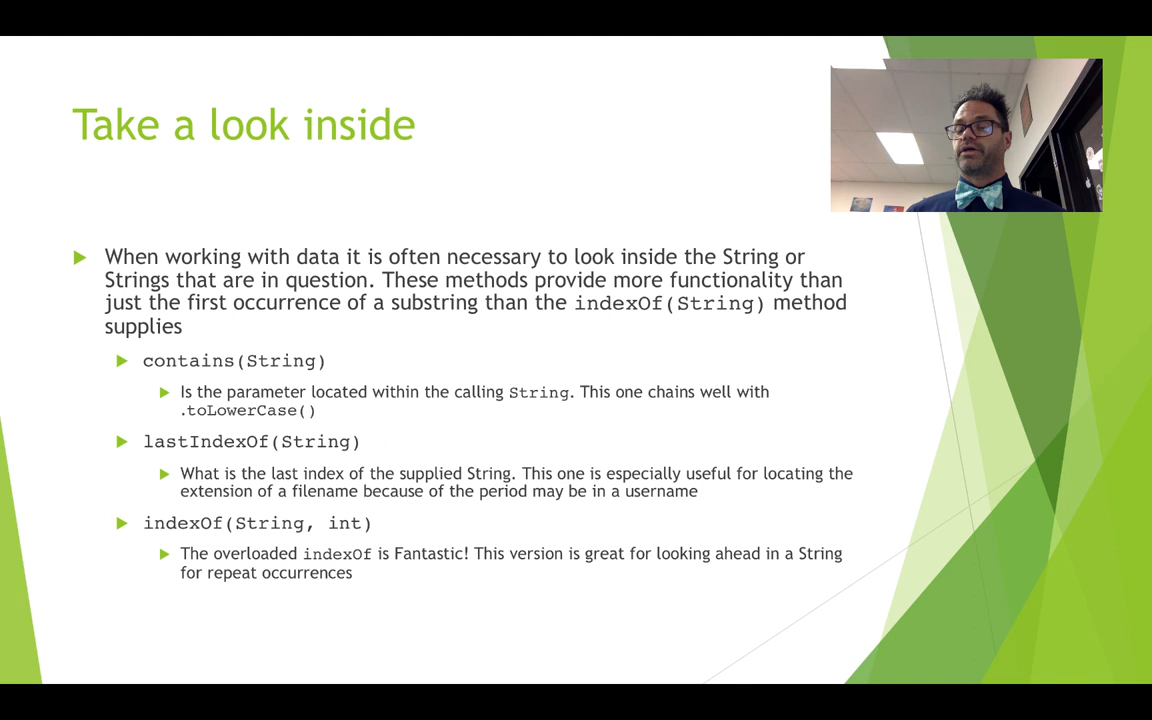 Take a look inside
When working with data it is often necessary to look inside the String or
Strings that are in question. These methods provide more functionality than
just the first occurrence of a substring than the indexOf(String) method
supplies
contains(String)
Is the parameter located within the calling String. This one chains well with
.toLowerCase()
lastIndexOf(String)
What is the last index of the supplied String. This one is especially useful for locating the
extension of a filename because of the period may be in a username
indexOf(String, int)
The overloaded indexOf is Fantastic! This version is great for looking ahead in a String
for repeat occurrences